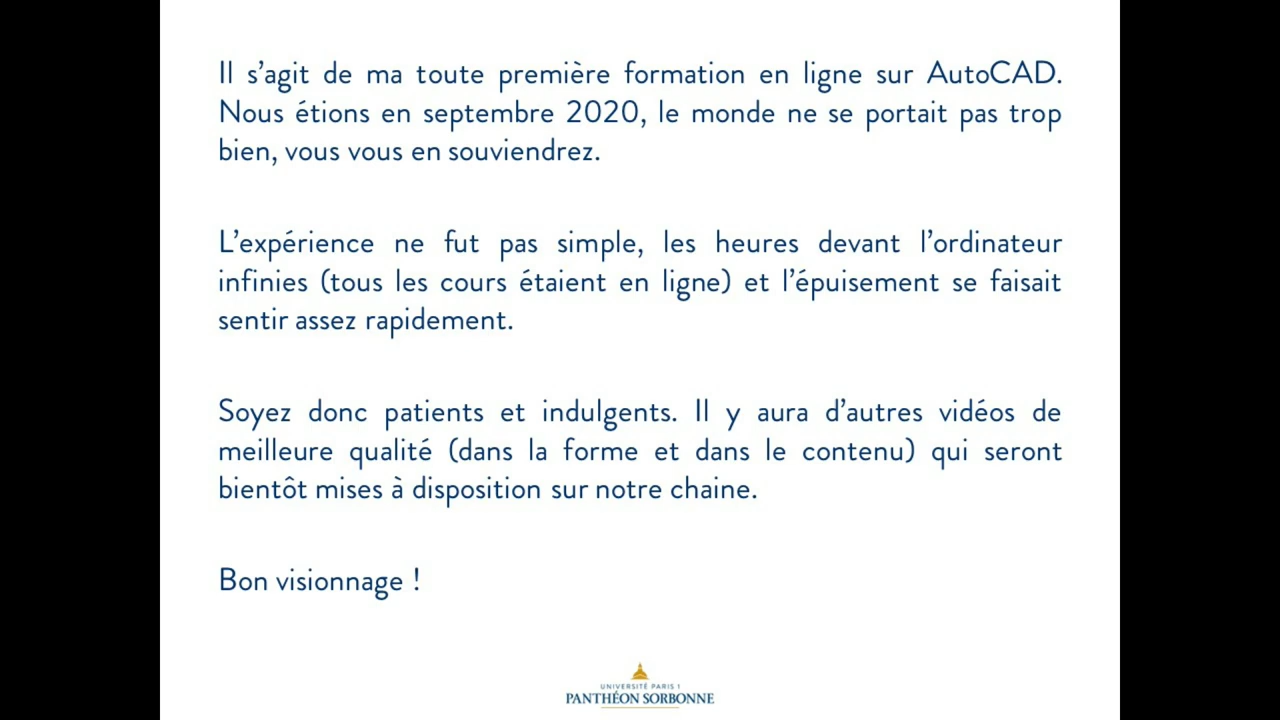 Il s’agit de ma toute première formation en ligne sur AutoCAD.
Nous étions en septembre 2020, le monde ne se portait pas trop
bien, vous vous en souviendrez.
L’expérience ne fut pas simple, les heures devant l’ordinateur
infinies (tous les cours étaient en ligne) et l’épuisement se faisait
sentir assez rapidement.
Soyez donc patients et indulgents. Il y aura d’autres vidéos de
meilleure qualité (dans la forme et dans le contenu) qui seront
bientôt mises à disposition sur notre chaine.
Bon visionnage !
UNIVERSITÉ PARIS 1
PANTHÉON SORBONNE